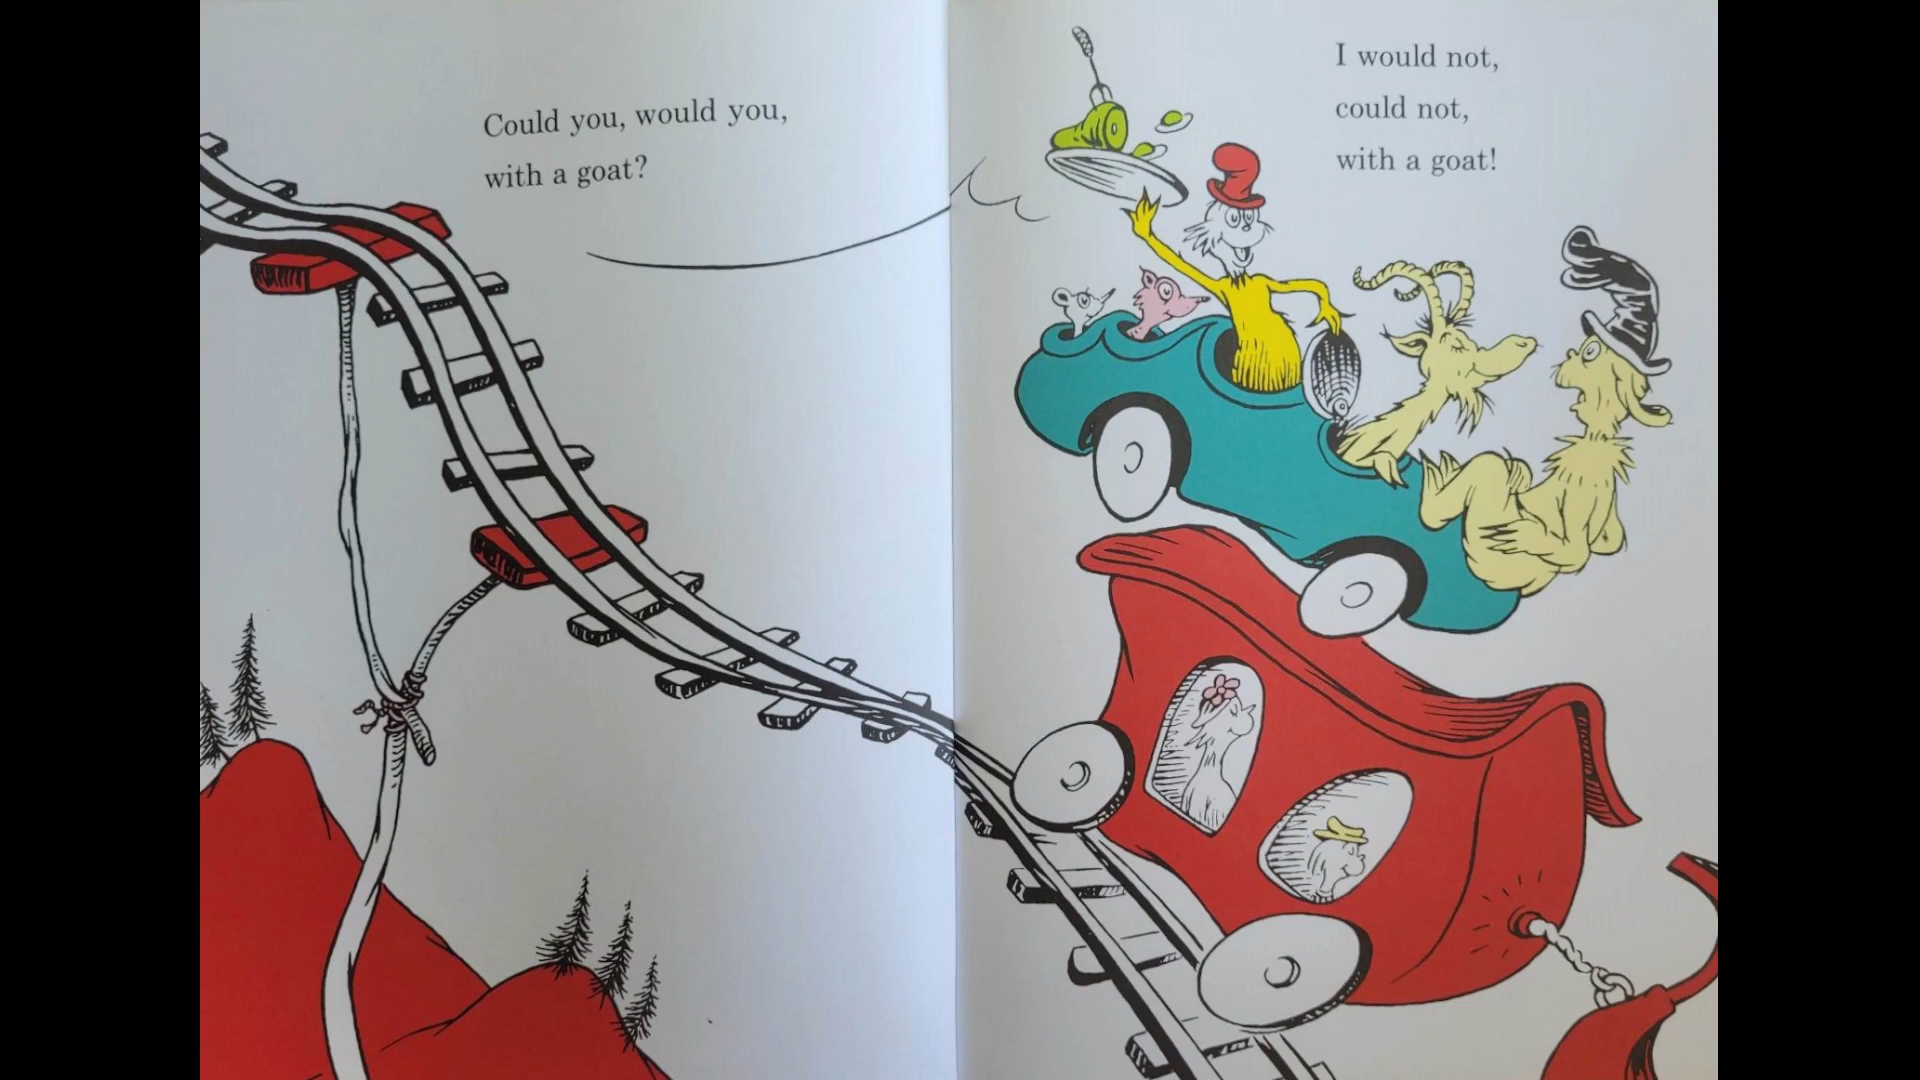 Could you, would you,
with a goat?
I would not,
could not,
with a goat!